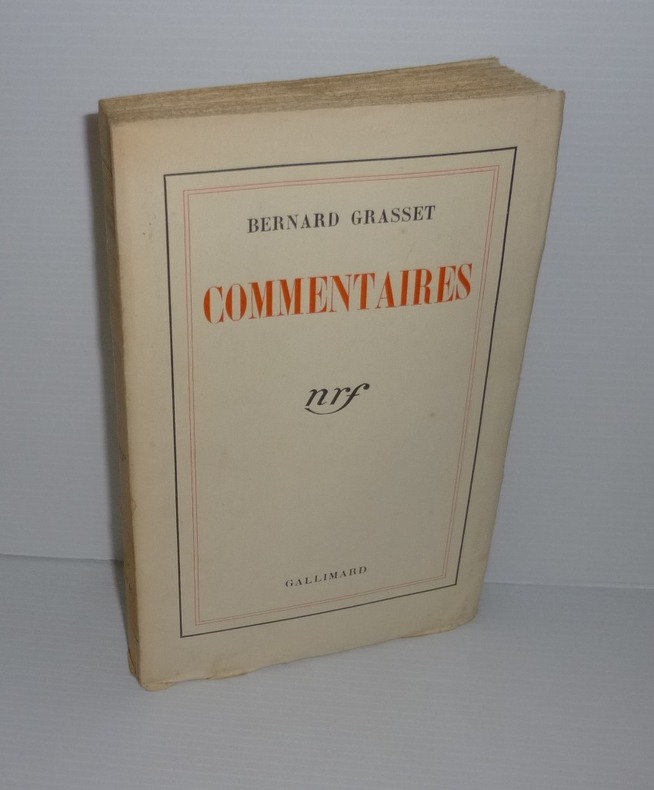 BERNARD GRASSET
COMMENTAIRES
nrf
GALLIMARD